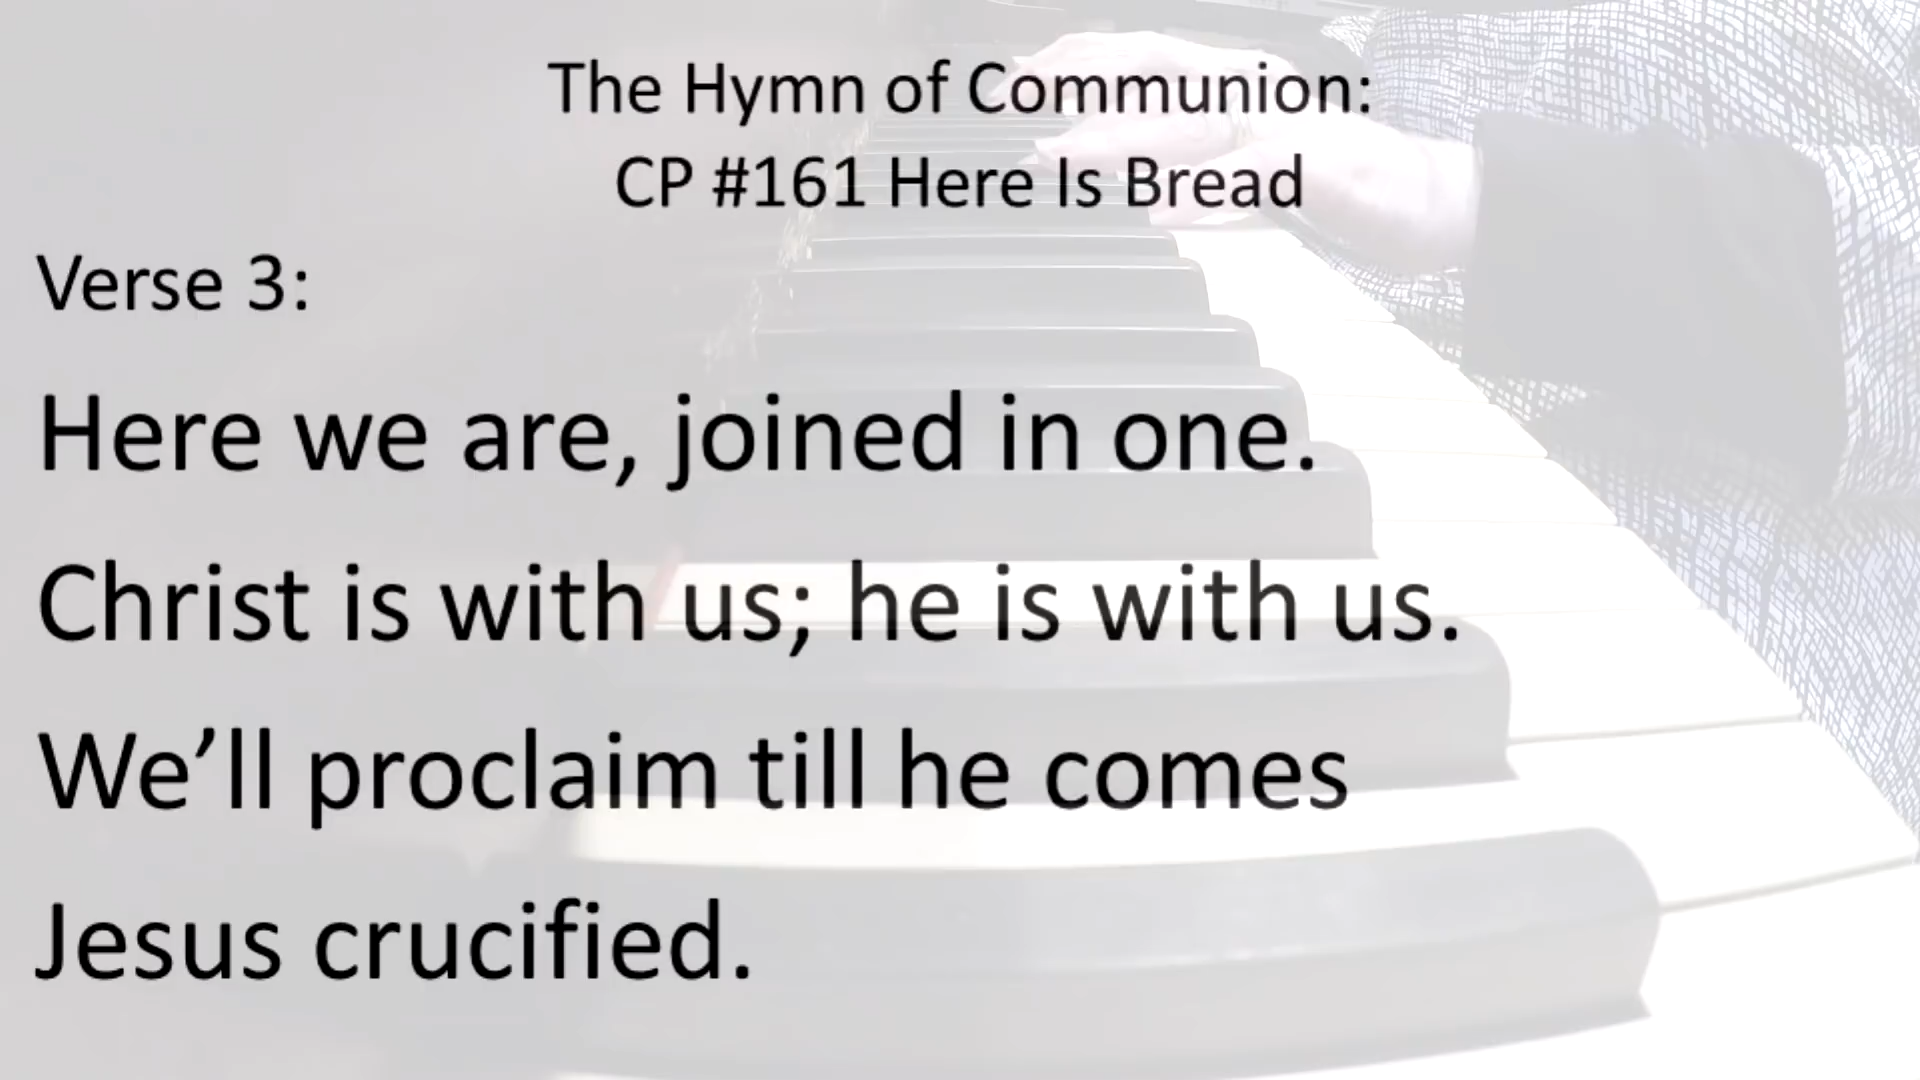 The Hymn of Communion:
CP #161 Here Is Bread
Verse 3:
Here we are, joined in one.
Christ is with us; he is with us.
We’ll proclaim till he comes
Jesus crucified.